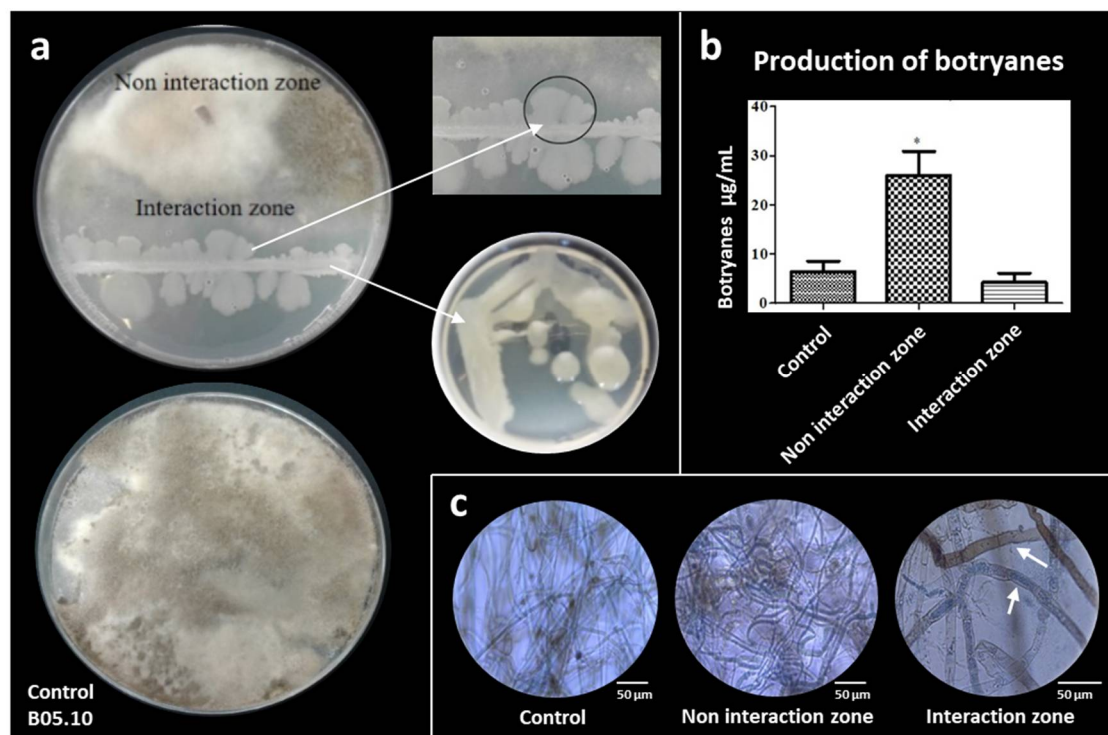 a
Non interaction zone
Interaction zone
Control
B05.10
b
Production of botryanes
Botryanes µg/mL
40
30
20
10
0
*
Control
Non interaction zone
Interaction zone
c
50 µm
50 µm
50 µm
Control
Non interaction zone
Interaction zone